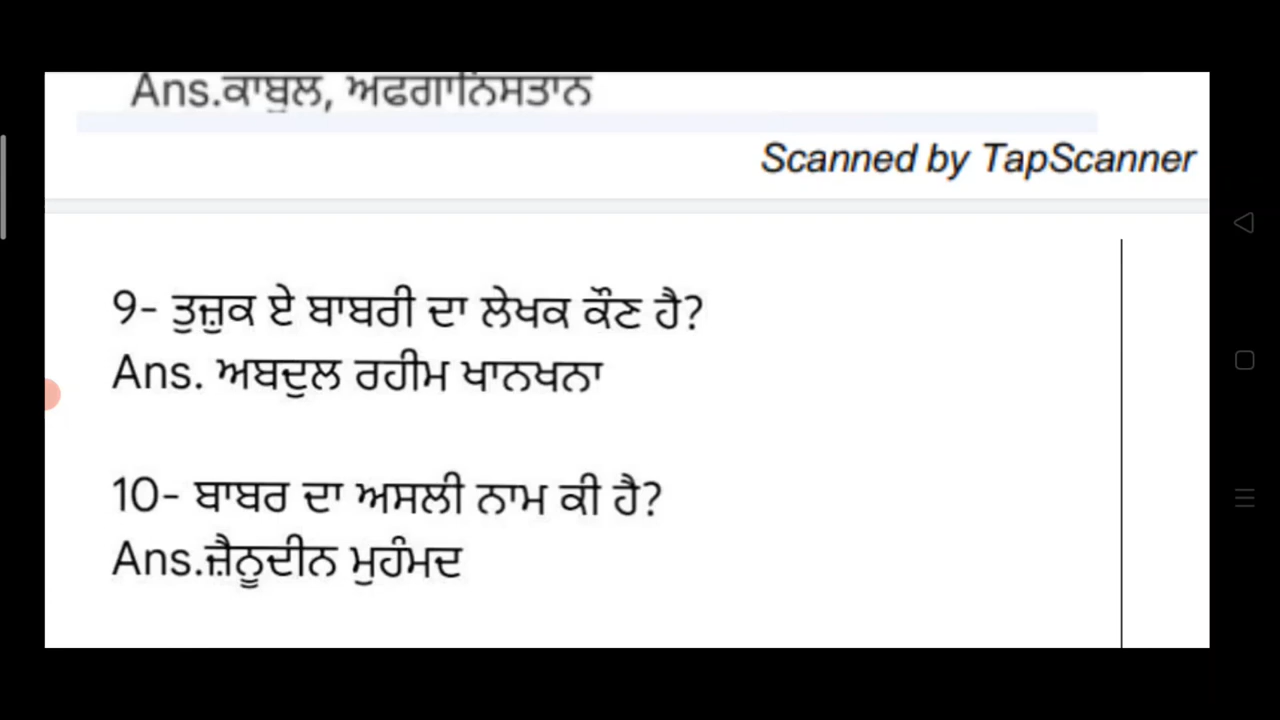 Ans.ਕਾਬੁਲ, ਅਫਗਾਨਿਸਤਾਨ
Scanned by TapScanner
9- ਤੁਜ਼ੁਕ ਏ ਬਾਬਰੀ ਦਾ ਲੇਖਕ ਕੌਣ ਹੈ?
Ans. ਅਬਦੁਲ ਰਹੀਮ ਖਾਨਖਨਾ
10- ਬਾਬਰ ਦਾ ਅਸਲੀ ਨਾਮ ਕੀ ਹੈ?
Ans.ਜ਼ੈਨੂਦੀਨ ਮੁਹੰਮਦ